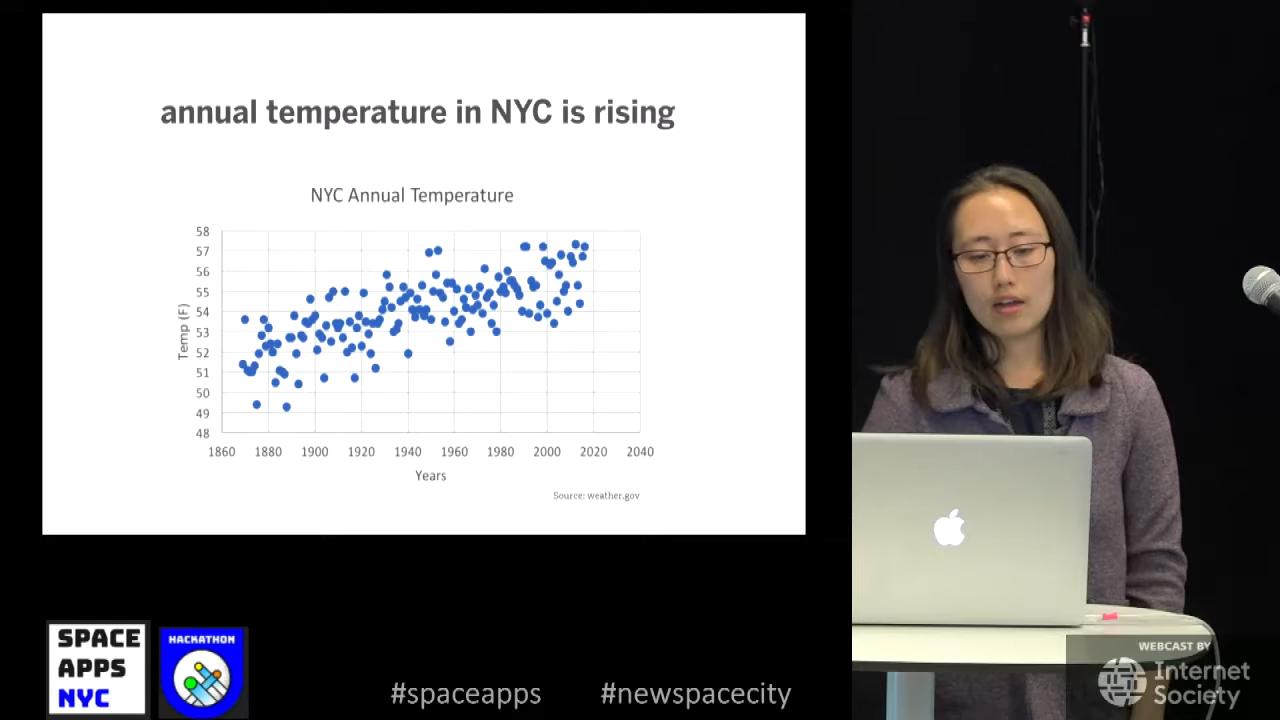 annual temperature in NYC is rising
NYC Annual Temperature
58
57
56
55
54
53
52
51
50
49
48
Temp (F)
1860 1880 1900 1920 1940 1960 1980 2000 2020 2040
Years
Source: weather.gov
SPACE
APPS
NYC
HACKATHON
#spaceapps #newspacecity
WEBCAST BY
Internet
Society